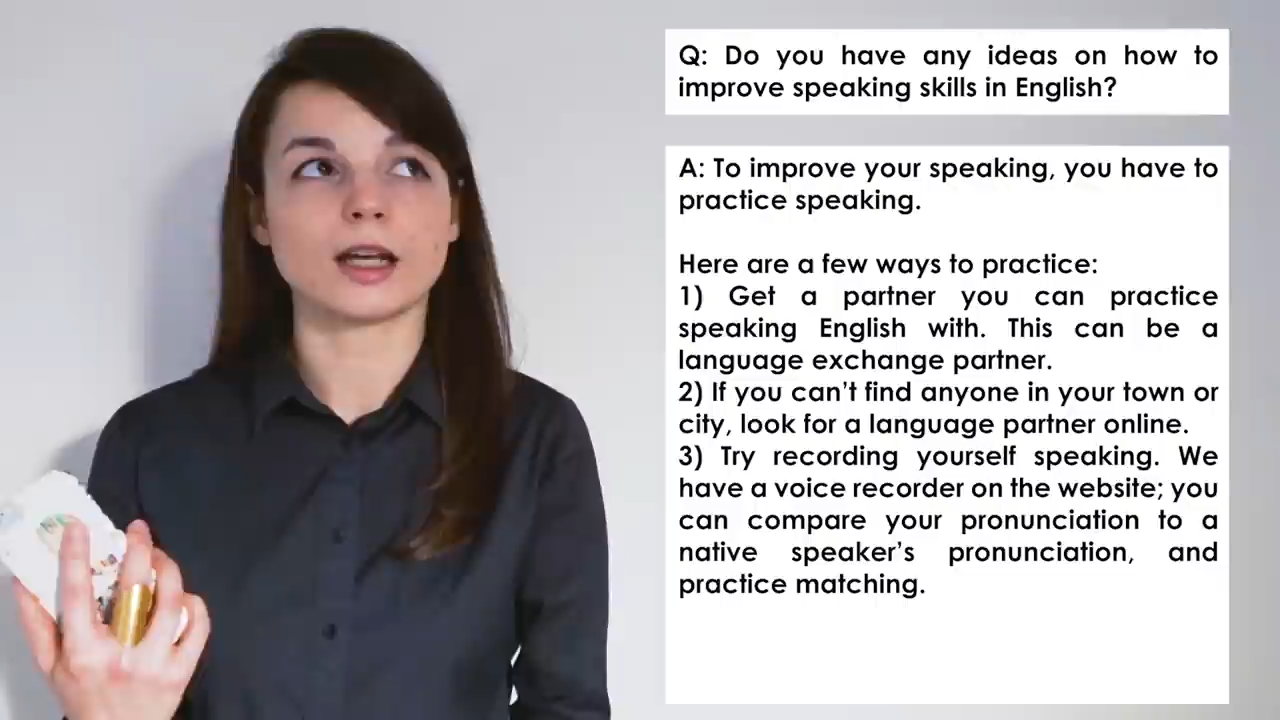 Q: Do you have any ideas on how to
improve speaking skills in English?
A: To improve your speaking, you have to
practice speaking.
Here are a few ways to practice:
1) Get a partner you can practice
speaking English with. This can be a
language exchange partner.
2) If you can’t find anyone in your town or
city, look for a language partner online.
3) Try recording yourself speaking. We
have a voice recorder on the website; you
can compare your pronunciation to a
native speaker’s pronunciation, and
practice matching.